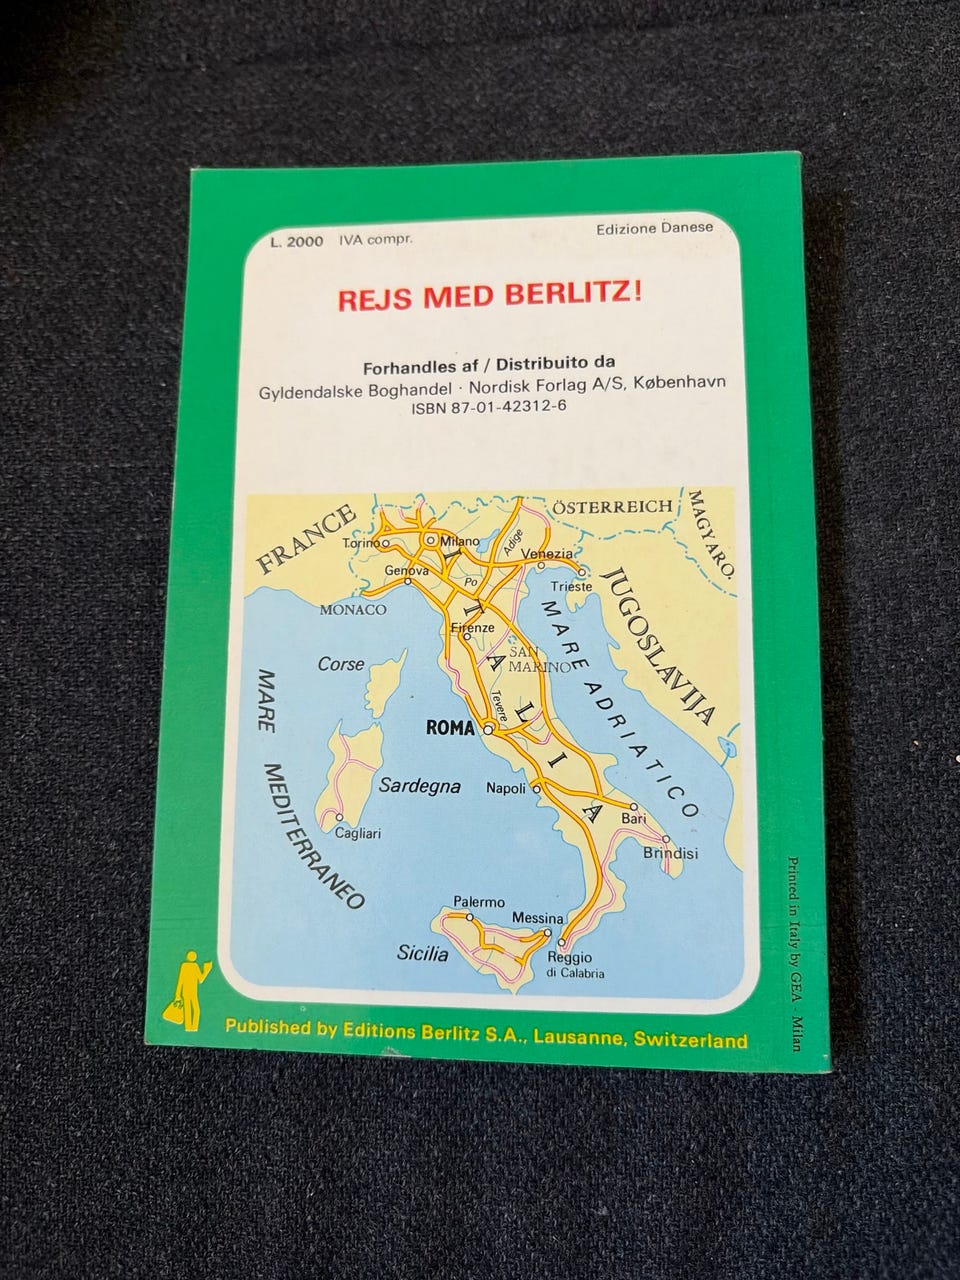 L. 2000 IVA compr.
Edizione Danese
REJS MED BERLITZ!
Forhandles af / Distribuito da
Gyldendalske Boghandel · Nordisk Forlag A/S, København
ISBN 87-01-42312-6
FRANCE
ÖSTERREICH
MAGYARO.
Torino
Milano
Adige
Venezia
Genova
Po
Trieste
MONACO
JUGOSLAVIJA
Firenze
SAN
MARINO
MARE ADRIATICO
Corse
ITALIA
Tevere
MARE
MEDITERRANEO
ROMA
Sardegna
Napoli
Bari
Cagliari
Brindisi
Palermo
Messina
Sicilia
Reggio
di Calabria
Printed in Italy by GEA - Milan
Published by Editions Berlitz S.A., Lausanne, Switzerland